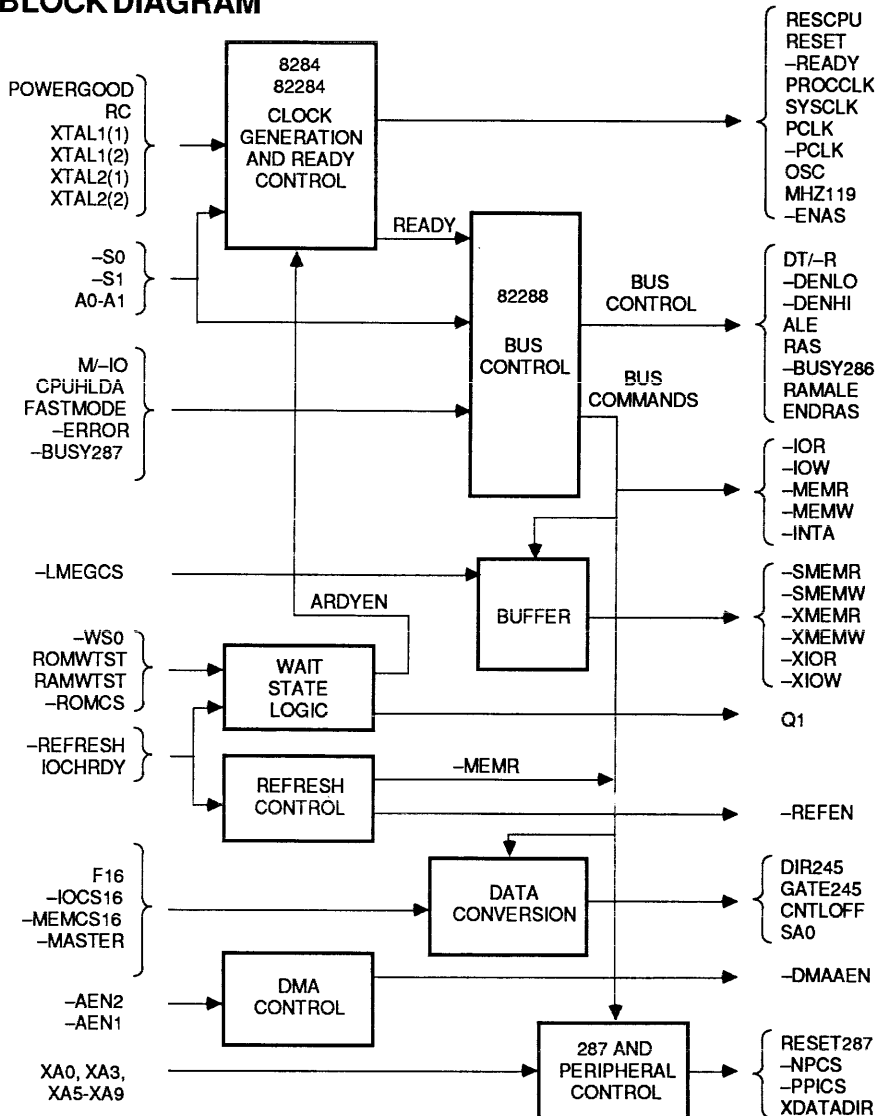 BLOCK DIAGRAM
POWERGOOD
RC
XTAL1(1)
XTAL1(2)
XTAL2(1)
XTAL2(2)
8284
82284
CLOCK
GENERATION
AND READY
CONTROL
RESCPU
RESET
–READY
PROCCLK
SYSCLK
PCLK
–PCLK
OSC
MHZ119
–ENAS
–S0
–S1
A0-A1
READY
82288
BUS
CONTROL
BUS
CONTROL
DT/–R
–DENLO
–DENHI
ALE
RAS
–BUSY286
RAMALE
ENDRAS
M/–IO
CPUHLDA
FASTMODE
–ERROR
–BUSY287
BUS
COMMANDS
–IOR
–IOW
–MEMR
–MEMW
–INTA
–LMEGCS
BUFFER
–SMEMR
–SMEMW
–XMEMR
–XMEMW
–XIOR
–XIOW
ARDYEN
–WS0
ROMWTST
RAMWTST
–ROMCS
WAIT
STATE
LOGIC
Q1
–REFRESH
IOCHRDY
REFRESH
CONTROL
–MEMR
–REFEN
F16
–IOCS16
–MEMCS16
–MASTER
DATA
CONVERSION
DIR245
GATE245
CNTLOFF
SA0
–AEN2
–AEN1
DMA
CONTROL
–DMAAEN
XA0, XA3,
XA5-XA9
287 AND
PERIPHERAL
CONTROL
RESET287
–NPCS
–PPICS
XDATADIR